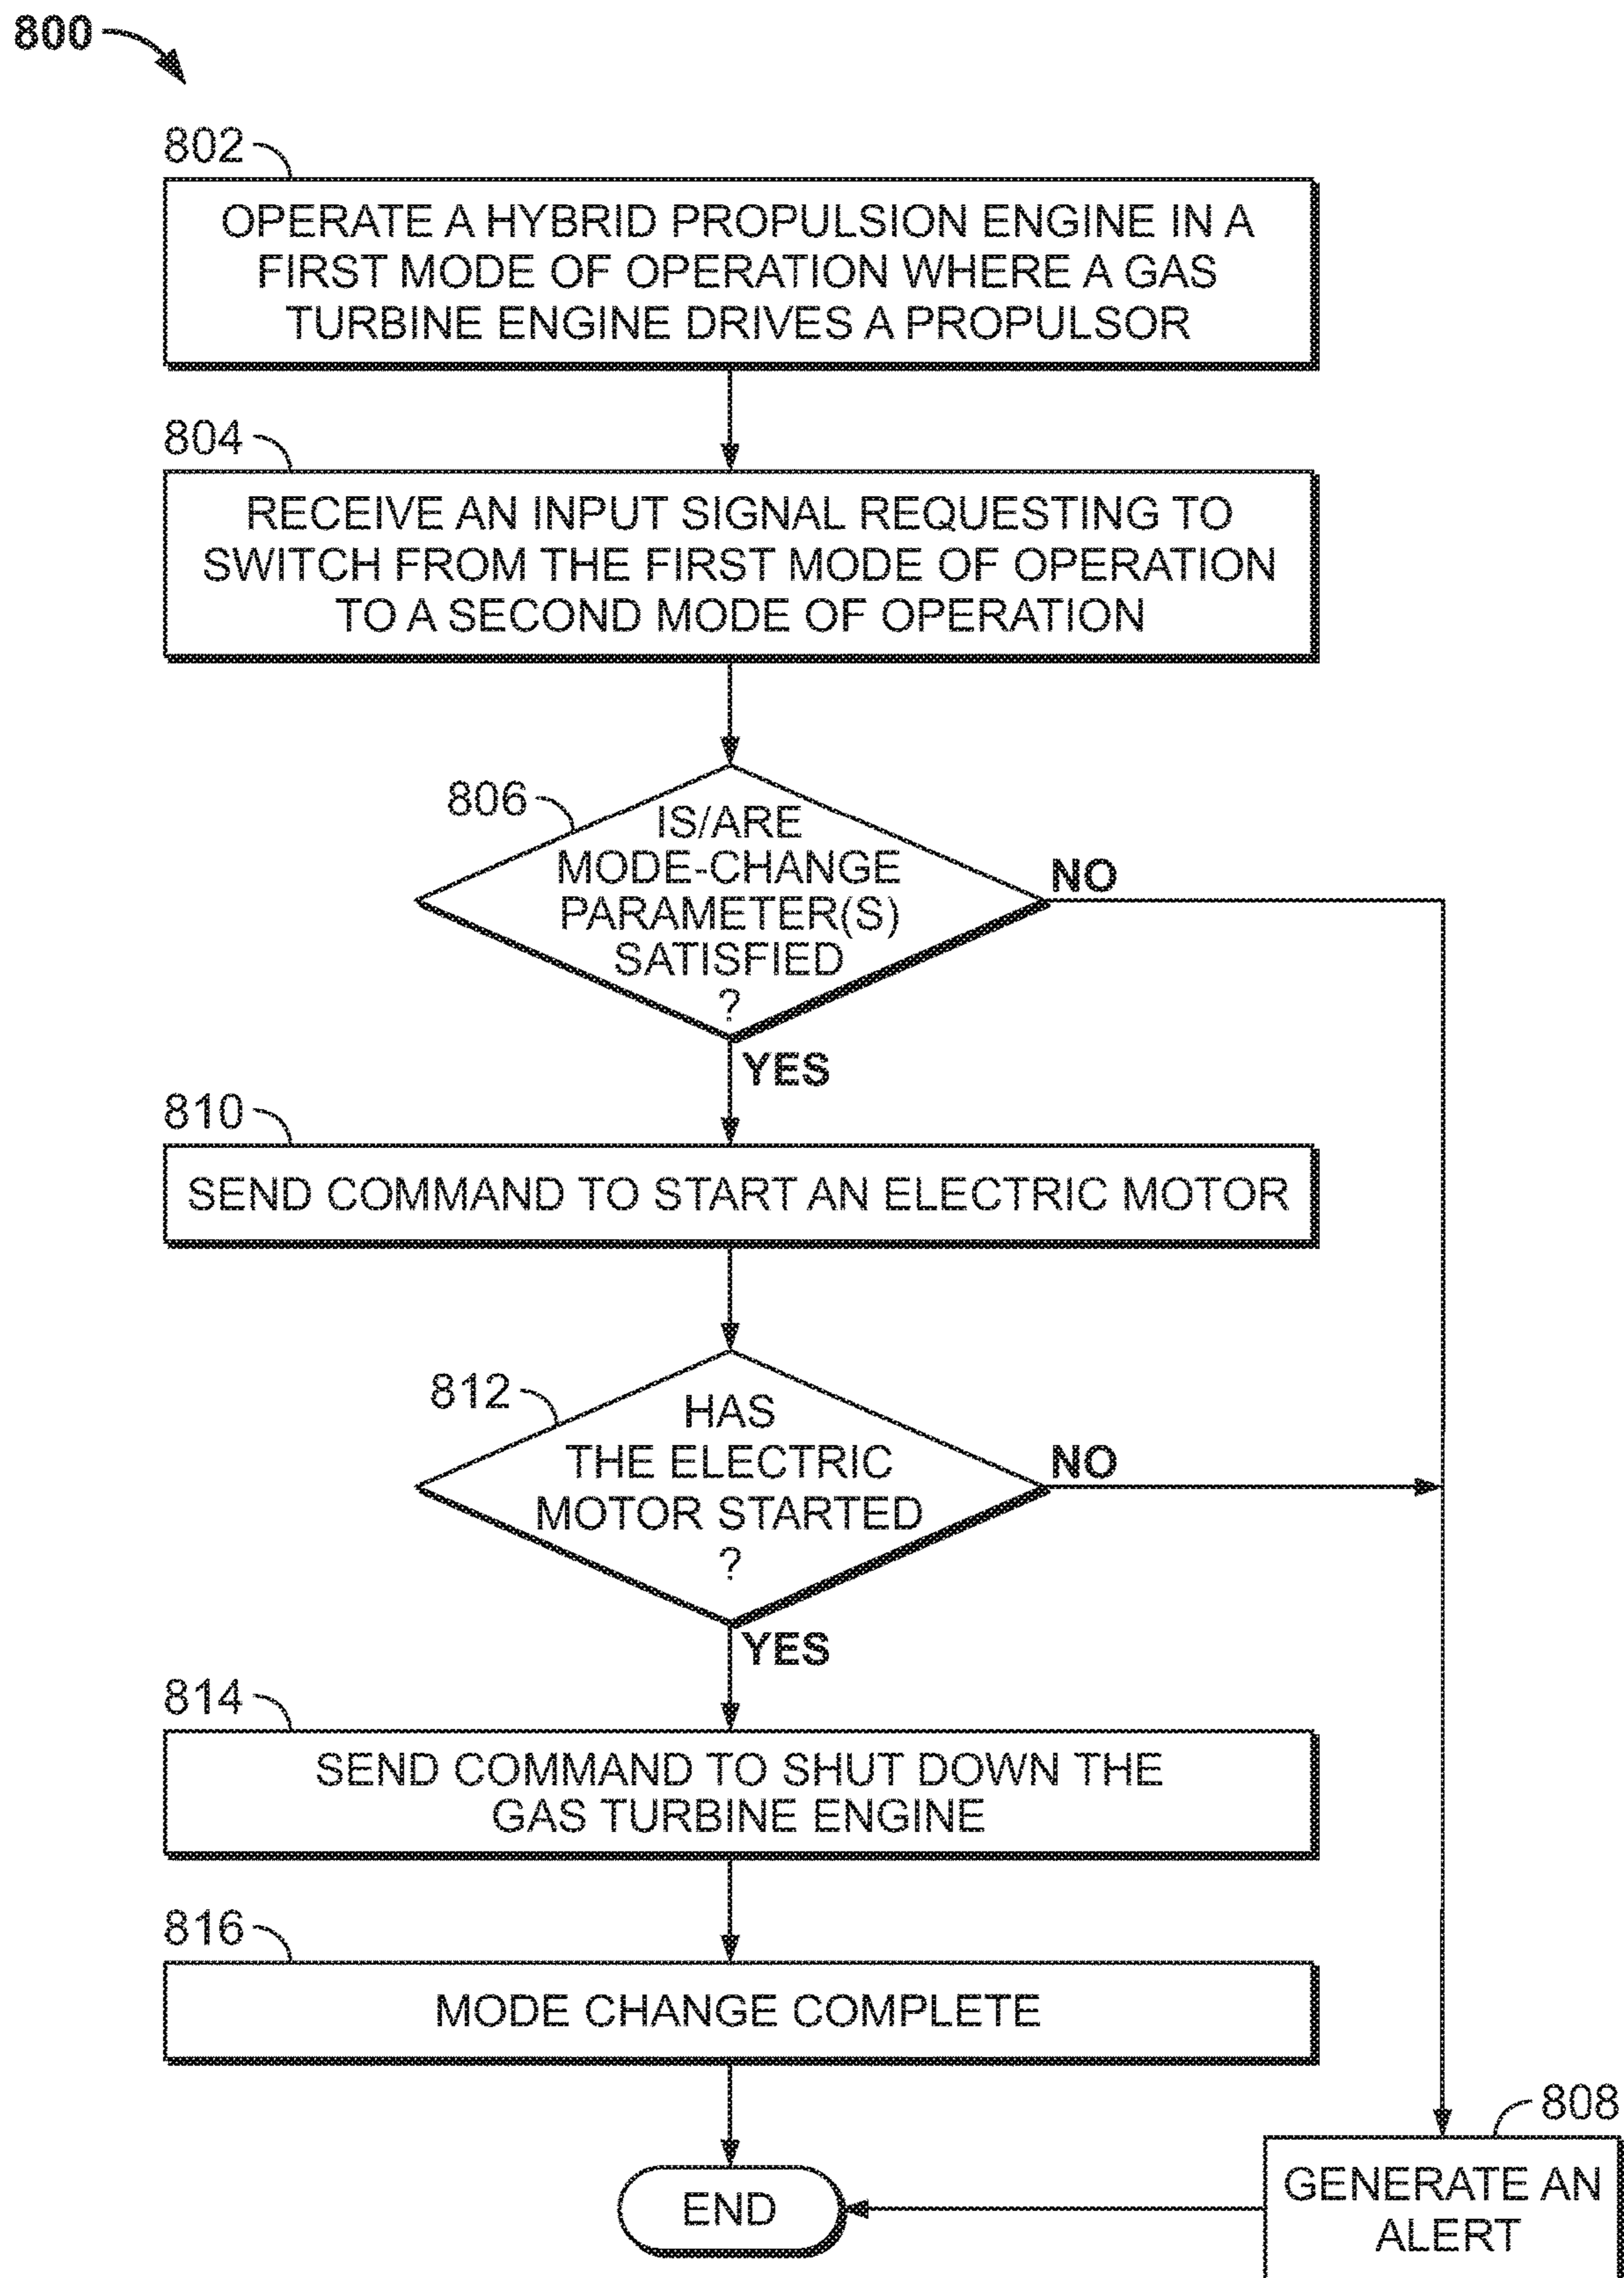 800
802
OPERATE A HYBRID PROPULSION ENGINE IN A
FIRST MODE OF OPERATION WHERE A GAS
TURBINE ENGINE DRIVES A PROPULSOR
804
RECEIVE AN INPUT SIGNAL REQUESTING TO
SWITCH FROM THE FIRST MODE OF OPERATION
TO A SECOND MODE OF OPERATION
806
IS/ARE
MODE-CHANGE
PARAMETER(S)
SATISFIED
?
NO
YES
810
SEND COMMAND TO START AN ELECTRIC MOTOR
812
HAS
THE ELECTRIC
MOTOR STARTED
?
NO
YES
814
SEND COMMAND TO SHUT DOWN THE
GAS TURBINE ENGINE
816
MODE CHANGE COMPLETE
808
GENERATE AN
ALERT
END